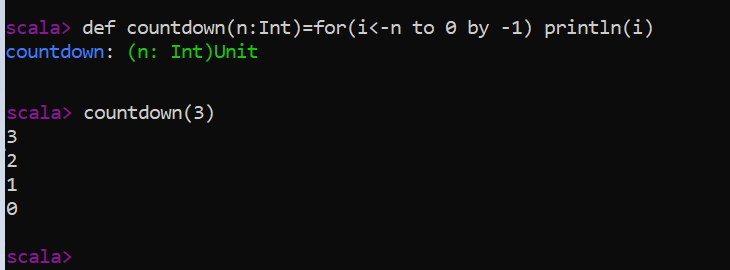 scala> def countdown(n:Int)=for(i<-n to 0 by -1) println(i)
countdown: (n: Int)Unit
scala> countdown(3)
3
2
1
0
scala>